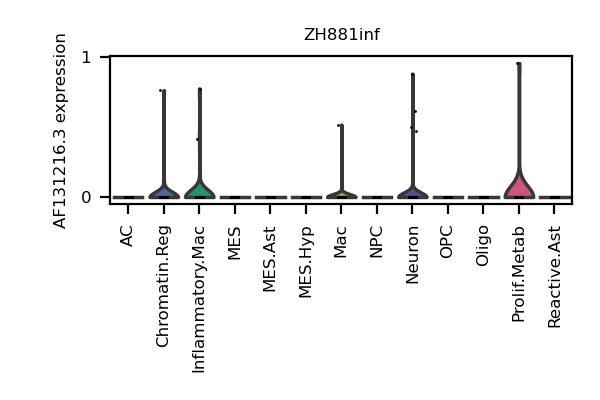 ZH881inf
AF131216.3 expression
1
0
AC
Chromatin.Reg
Inflammatory.Mac
MES
MES.Ast
MES.Hyp
Mac
NPC
Neuron
OPC
Oligo
Prolif.Metab
Reactive.Ast